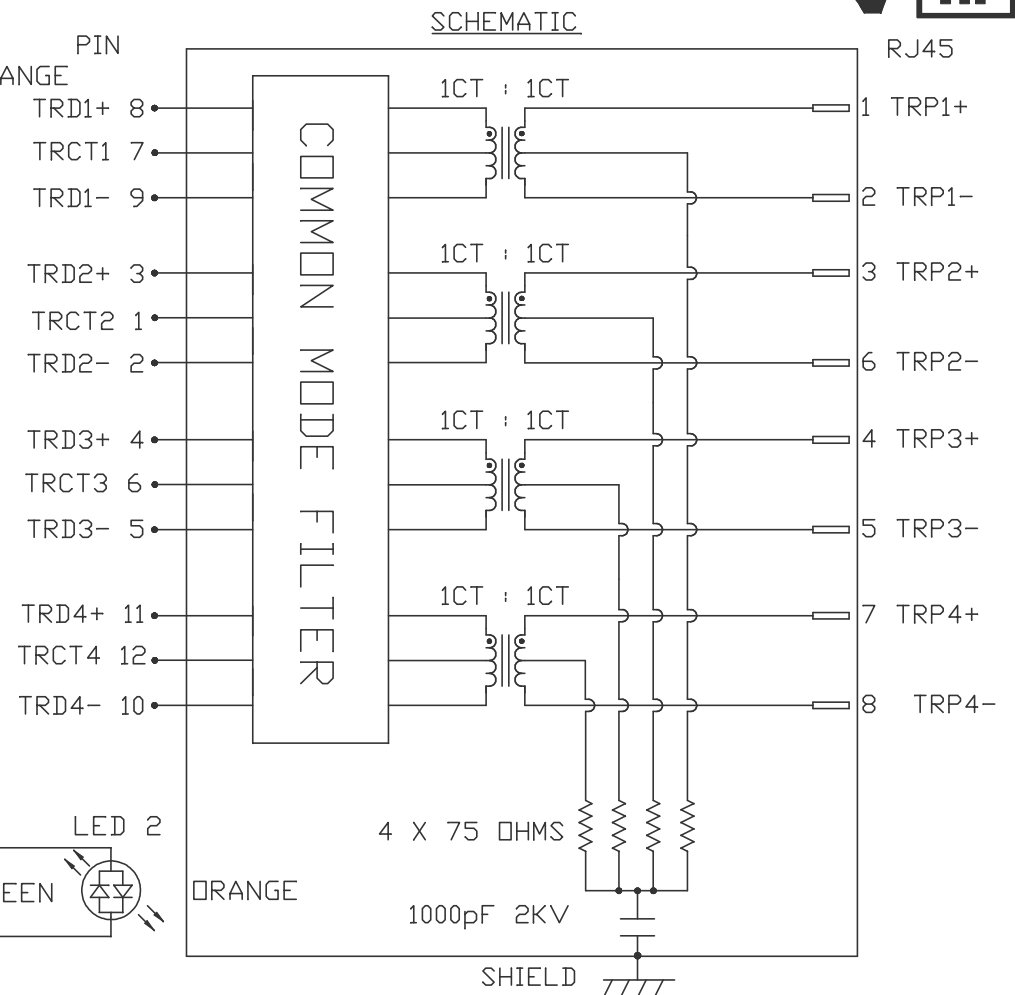 SCHEMATIC
PIN
RJ45
ANGE
1CT : 1CT
TRD1+ 8
1 TRP1+
TRCT1 7
TRD1- 9
2 TRP1-
COMMON MODE FILTER
1CT : 1CT
TRD2+ 3
3 TRP2+
TRCT2 1
TRD2- 2
6 TRP2-
1CT : 1CT
TRD3+ 4
4 TRP3+
TRCT3 6
TRD3- 5
5 TRP3-
1CT : 1CT
TRD4+ 11
7 TRP4+
TRCT4 12
TRD4- 10
8 TRP4-
LED 2
4 X 75 OHMS
EEN
ORANGE
1000pF 2KV
SHIELD